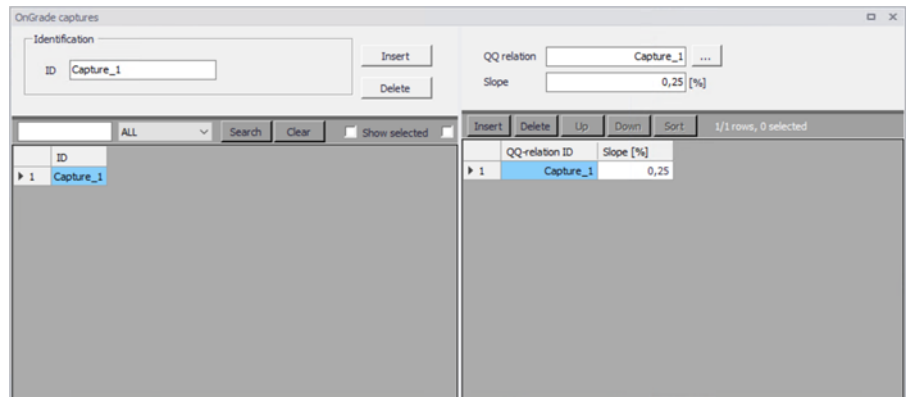 OnGrade captures
Identification
ID Capture_1
Insert
Delete
QQ relation Capture_1 ...
Slope 0,25 [%]
ALL Search Clear Show selected
ID
1 Capture_1
Insert Delete Up Down Sort 1/1 rows, 0 selected
QQ-relation ID Slope [%]
1 Capture_1 0,25